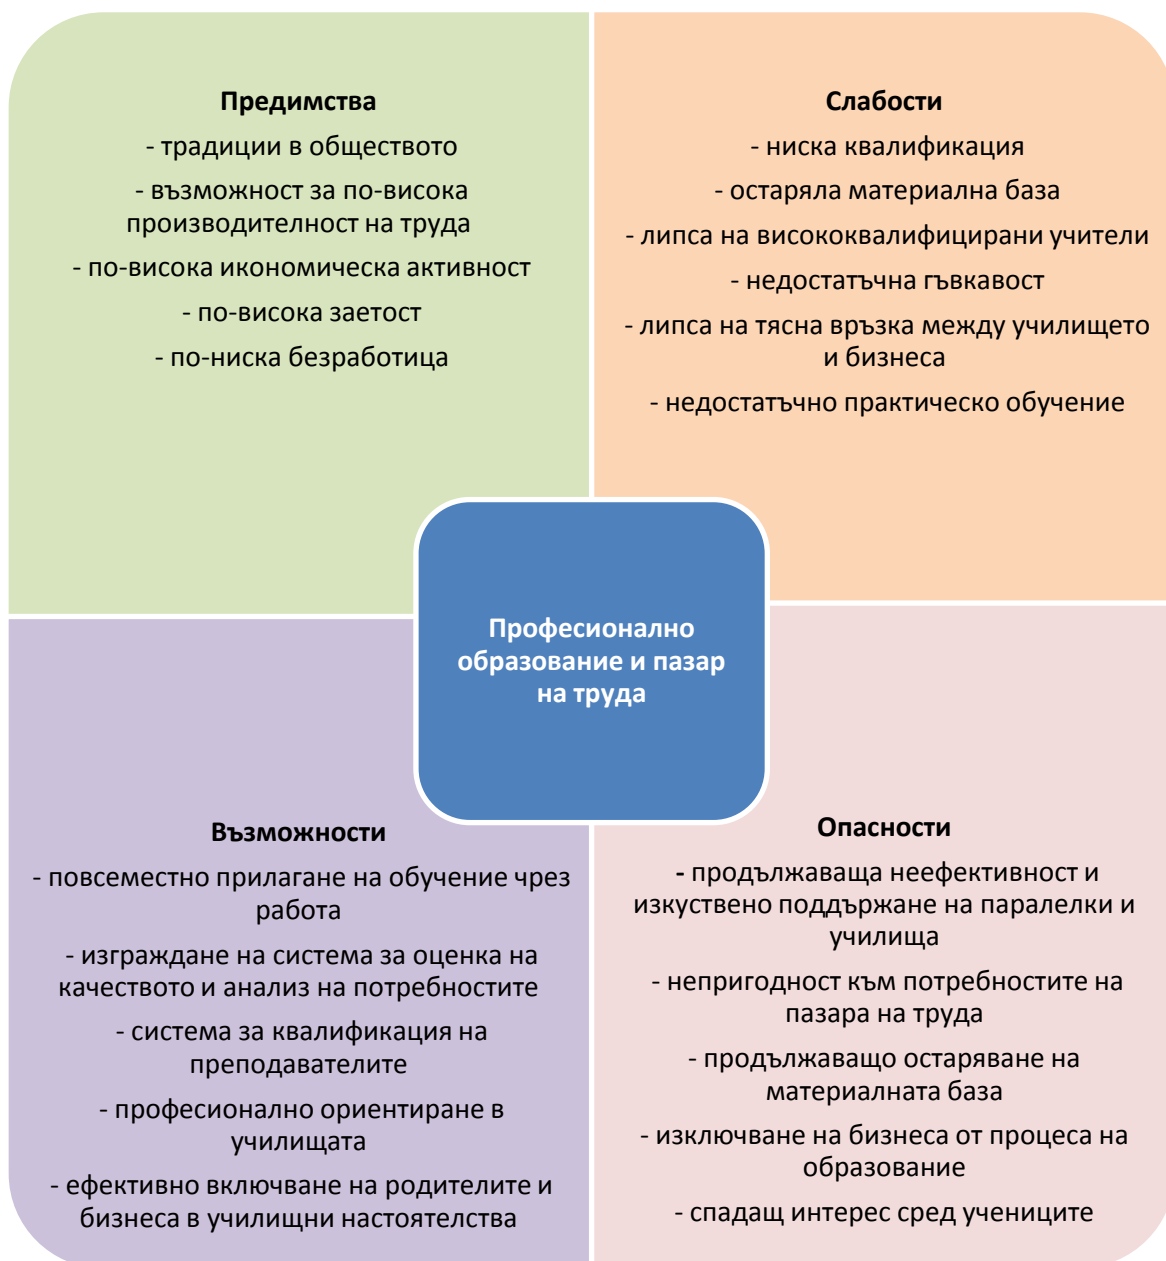 Предимства
- традиции в обществото
- възможност за по-висока
производителност на труда
- по-висока икономическа активност
- по-висока заетост
- по-ниска безработица
Слабости
- ниска квалификация
- остаряла материална база
- липса на висококвалифицирани учители
- недостатъчна гъвкавост
- липса на тясна връзка между училището
и бизнеса
- недостатъчно практическо обучение
Професионално
образование и пазар
на труда
Възможности
- повсеместно прилагане на обучение чрез
работа
- изграждане на система за оценка на
качеството и анализ на потребностите
- система за квалификация на
преподавателите
- професионално ориентиране в
училищата
- ефективно включване на родителите и
бизнеса в училищни настоятелства
Опасности
- продължаваща неефективност и
изкуствено поддържане на паралелки и
училища
- непригодност към потребностите на
пазара на труда
- продължаващо остаряване на
материалната база
- изключване на бизнеса от процеса на
образование
- спадащ интерес сред учениците